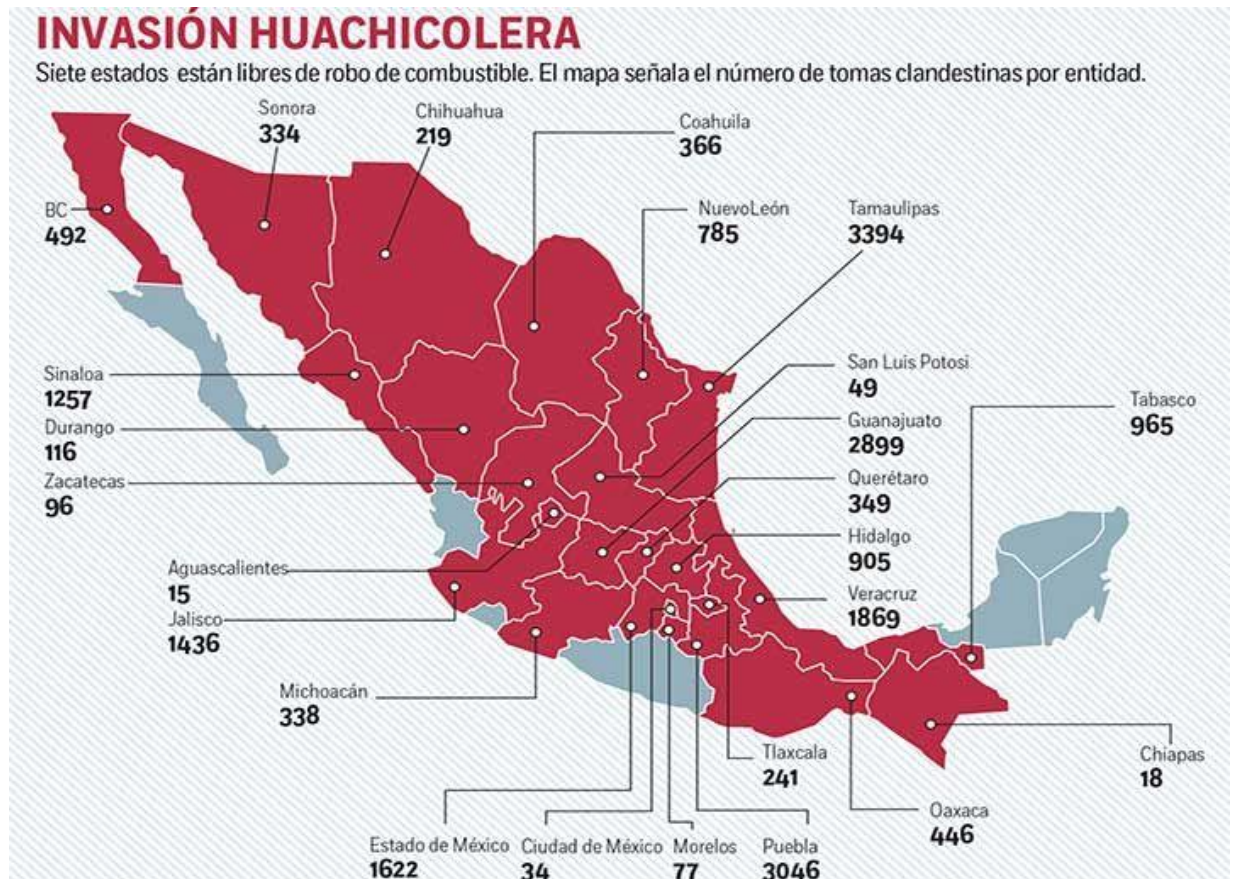 INVASIÓN HUACHICOLERA
Siete estados están libres de robo de combustible. El mapa señala el número de tomas clandestinas por entidad.
Sonora
334
Chihuahua
219
Coahuila
366
BC
492
NuevoLeón
785
Tamaulipas
3394
Sinaloa
1257
Durango
116
Zacatecas
96
San Luis Potosi
49
Guanajuato
2899
Querétaro
349
Hidalgo
905
Veracruz
1869
Tabasco
965
Aguascalientes
15
Jalisco
1436
Michoacán
338
Tlaxcala
241
Chiapas
18
Oaxaca
446
Estado de México
1622
Ciudad de México
34
Morelos
77
Puebla
3046